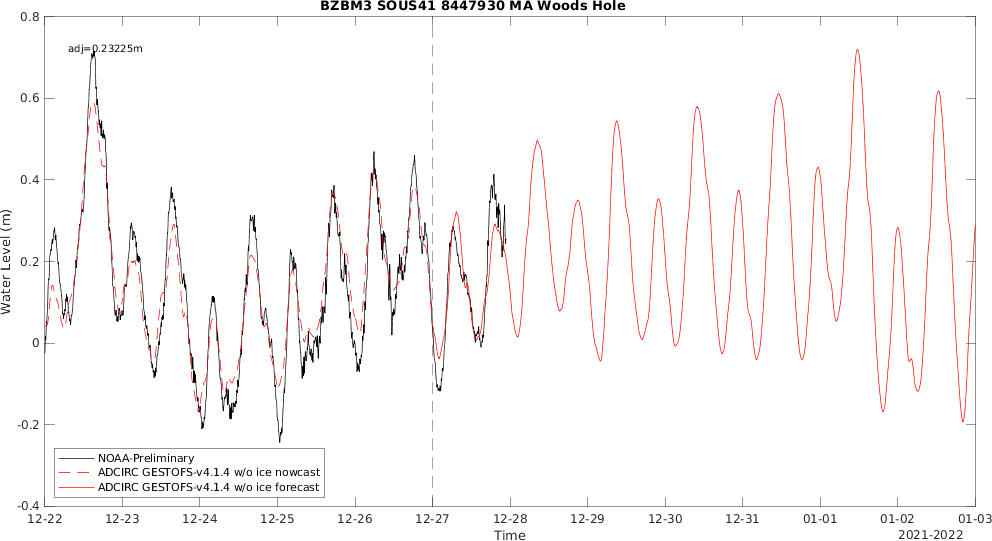 BZBM3 SOUS41 8447930 MA Woods Hole
adj=0.23225m
0.8
0.6
0.4
0.2
0
-0.2
-0.4
Water Level (m)
NOAA-Preliminary
ADCIRC GESTOFS-v4.1.4 w/o ice nowcast
ADCIRC GESTOFS-v4.1.4 w/o ice forecast
12-22 12-23 12-24 12-25 12-26 12-27 12-28 12-29 12-30 12-31 01-01 01-02 01-03
Time
2021-2022